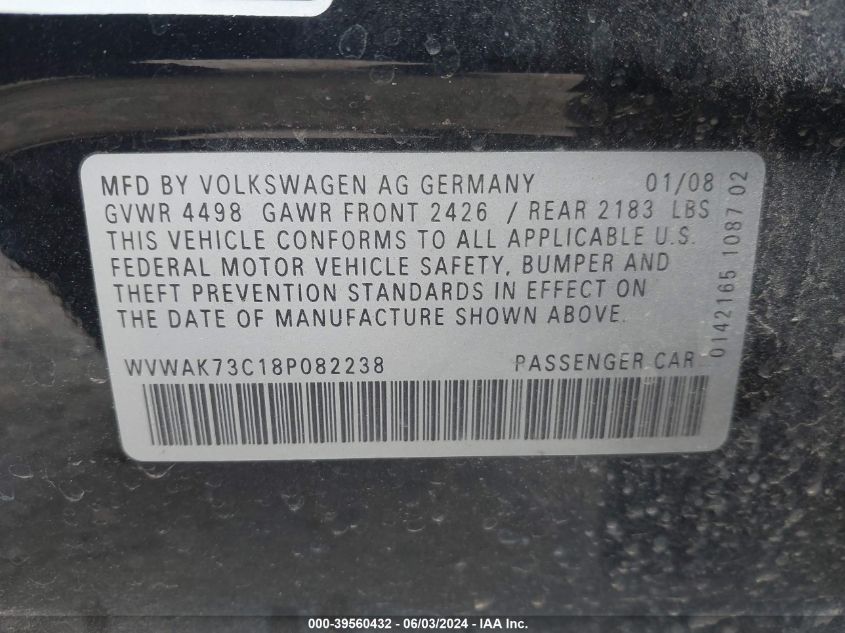 MFD BY VOLKSWAGEN AG GERMANY 01/08
GVWR 4498 GAWR FRONT 2426 / REAR 2183 LBS
THIS VEHICLE CONFORMS TO ALL APPLICABLE U.S.
FEDERAL MOTOR VEHICLE SAFETY, BUMPER AND
THEFT PREVENTION STANDARDS IN EFFECT ON
THE DATE OF MANUFACTURE SHOWN ABOVE.
WVWAK73C18P082238 PASSENGER CAR
0142165 1087 02
000-39560432 - 06/03/2024 - IAA Inc.